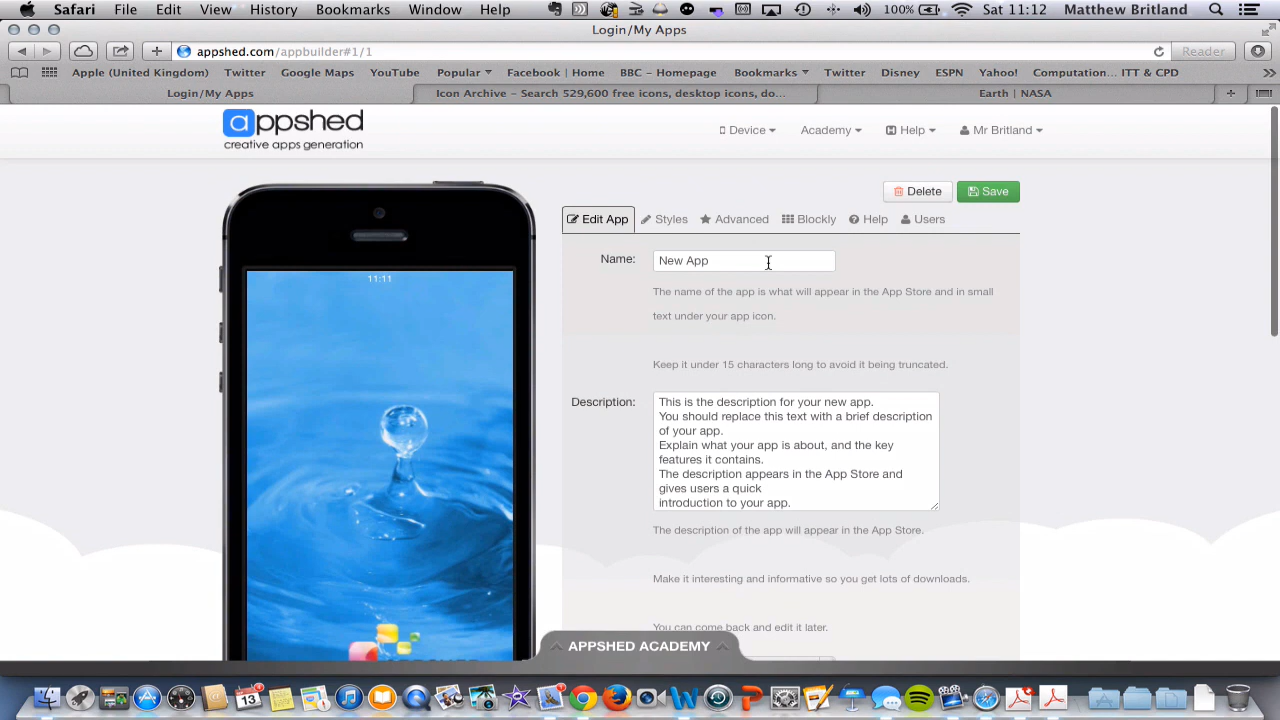 Safari File Edit View History Bookmarks Window Help 100% Sat 11:12 Matthew Britland
Login/My Apps
appshed.com/appbuilder#1/1 Reader
Apple (United Kingdom) Twitter Google Maps YouTube Popular Facebook | Home BBC - Homepage Bookmarks Twitter Disney ESPN Yahoo! Computation... ITT & CPD
Login/My Apps Icon Archive - Search 529,600 free icons, desktop icons, do... Earth | NASA
appshed
creative apps generation
Device Academy Help Mr Britland
Delete Save
Edit App Styles Advanced Blockly Help Users
Name: New App
The name of the app is what will appear in the App Store and in small
text under your app icon.
Keep it under 15 characters long to avoid it being truncated.
11:11
Description: This is the description for your new app.
You should replace this text with a brief description
of your app.
Explain what your app is about, and the key
features it contains.
The description appears in the App Store and
gives users a quick
introduction to your app.
The description of the app will appear in the App Store.
Make it interesting and informative so you get lots of downloads.
You can come back and edit it later.
APPSHED ACADEMY